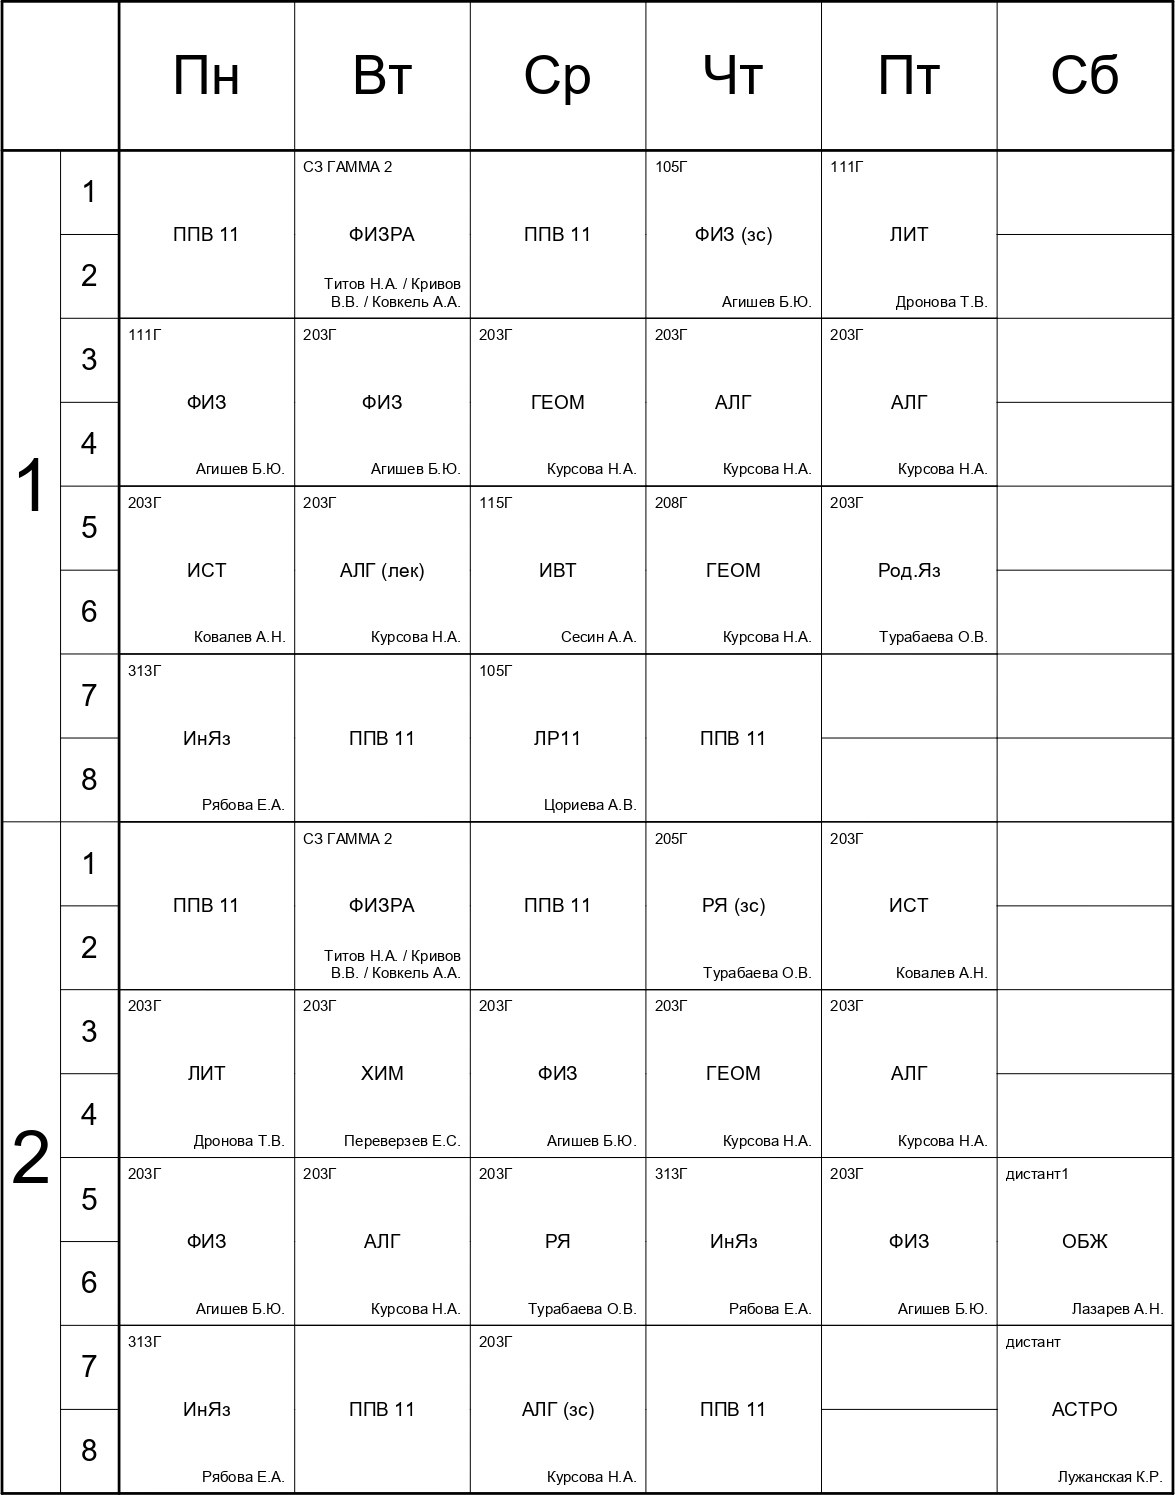 Пн Вт Ср Чт Пт Сб
1
1
2
ППВ 11
СЗ ГАММА 2
ФИЗРА
Титов Н.А. / Кривов
В.В. / Ковкель А.А.
ППВ 11
105Г
ФИЗ (зс)
Агишев Б.Ю.
111Г
ЛИТ
Дронова Т.В.
3
4
111Г
ФИЗ
Агишев Б.Ю.
203Г
ФИЗ
Агишев Б.Ю.
203Г
ГЕОМ
Курсова Н.А.
203Г
АЛГ
Курсова Н.А.
203Г
АЛГ
Курсова Н.А.
5
6
203Г
ИСТ
Ковалев А.Н.
203Г
АЛГ (лек)
Курсова Н.А.
115Г
ИВТ
Сесин А.А.
208Г
ГЕОМ
Курсова Н.А.
203Г
Род.Яз
Турабаева О.В.
7
8
313Г
ИнЯз
Рябова Е.А.
ППВ 11
105Г
ЛР11
Цориева А.В.
ППВ 11
2
1
2
ППВ 11
СЗ ГАММА 2
ФИЗРА
Титов Н.А. / Кривов
В.В. / Ковкель А.А.
ППВ 11
205Г
РЯ (зс)
Турабаева О.В.
203Г
ИСТ
Ковалев А.Н.
3
4
203Г
ЛИТ
Дронова Т.В.
203Г
ХИМ
Переверзев Е.С.
203Г
ФИЗ
Агишев Б.Ю.
203Г
ГЕОМ
Курсова Н.А.
203Г
АЛГ
Курсова Н.А.
5
6
203Г
ФИЗ
Агишев Б.Ю.
203Г
АЛГ
Курсова Н.А.
203Г
РЯ
Турабаева О.В.
313Г
ИнЯз
Рябова Е.А.
203Г
ФИЗ
Агишев Б.Ю.
дистант1
ОБЖ
Лазарев А.Н.
7
8
313Г
ИнЯз
Рябова Е.А.
ППВ 11
203Г
АЛГ (зс)
Курсова Н.А.
ППВ 11
дистант
АСТРО
Лужанская К.Р.